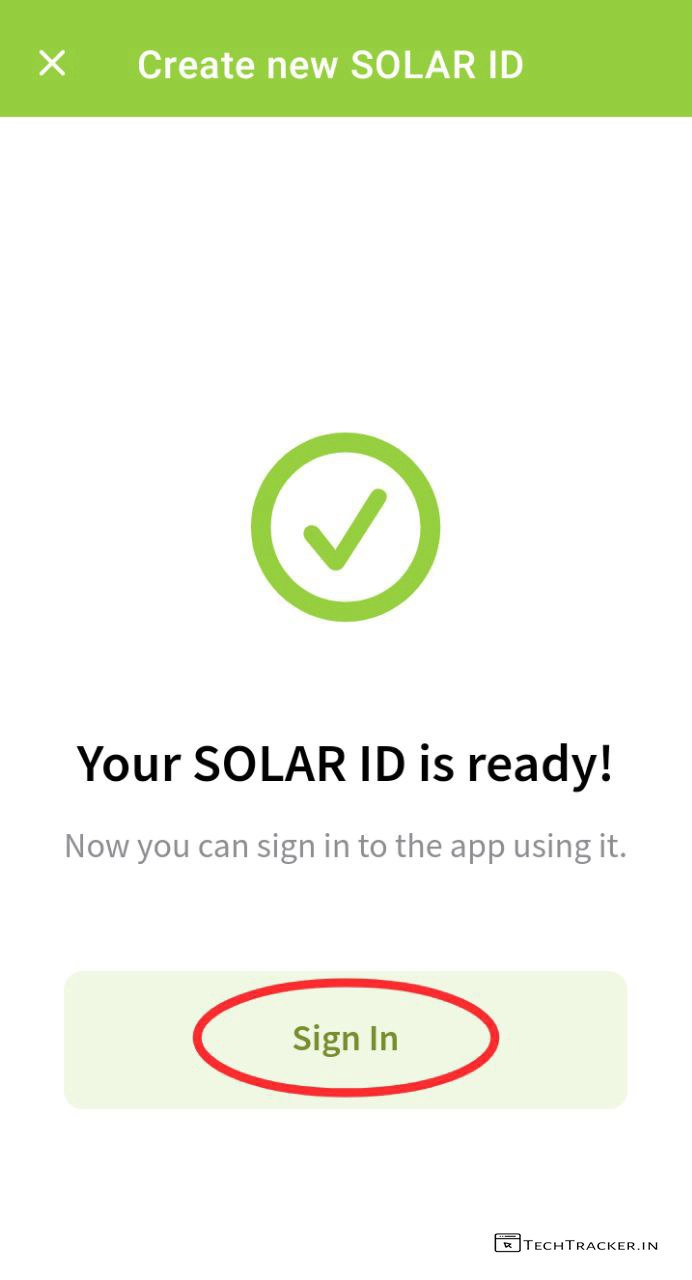 Create new SOLAR ID
Your SOLAR ID is ready!
Now you can sign in to the app using it.
Sign In
TECHTRACKER.IN